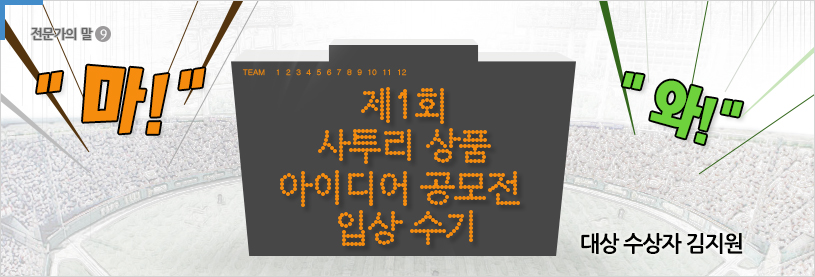 전문가의 말 9
" 마! "
" 와! "
TEAM 1 2 3 4 5 6 7 8 9 10 11 12
제1회
사투리 상품
아이디어 공모전
입상 수기
대상 수상자 김지원